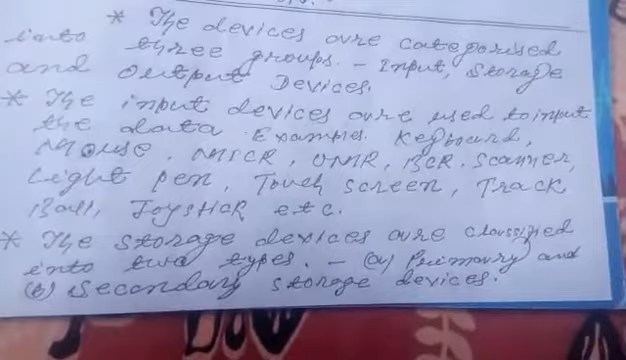 * The devices are categorised
into three groups. - Input, Storage
and Output Devices.
* The input devices are used to input
the data. Examples. Keyboard,
Mouse, MICR, OMR, BCR. Scanner,
Light pen, Touch screen, Track
Ball, Joystick etc.
* The storage devices are classified
into two types. - (a) Primary and
(b) Secondary storage devices.